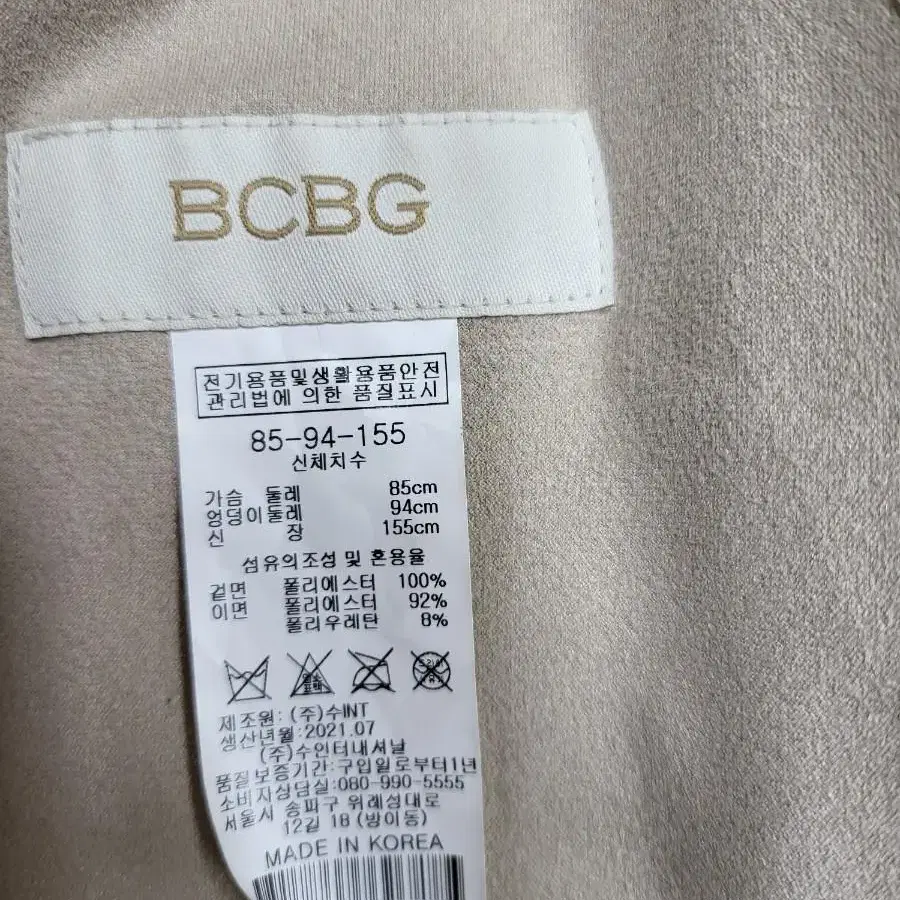 BCBG
전기용품및생활용품안전
관리법에 의한 품질표시
85-94-155
신체치수
가슴 둘레 85cm
엉덩이둘레 94cm
신 장 155cm
섬유의조성 및 혼용율
겉면 폴리에스터 100%
이면 폴리에스터 92%
폴리우레탄 8%
염소
표백
제조원: (주)수INT
생산년월:2021.07
(주)수인터내셔날
품질보증기간:구입일로부터1년
소비자상담실:080-990-5555
서울시 송파구 위례성대로
12길 18 (방이동)
MADE IN KOREA